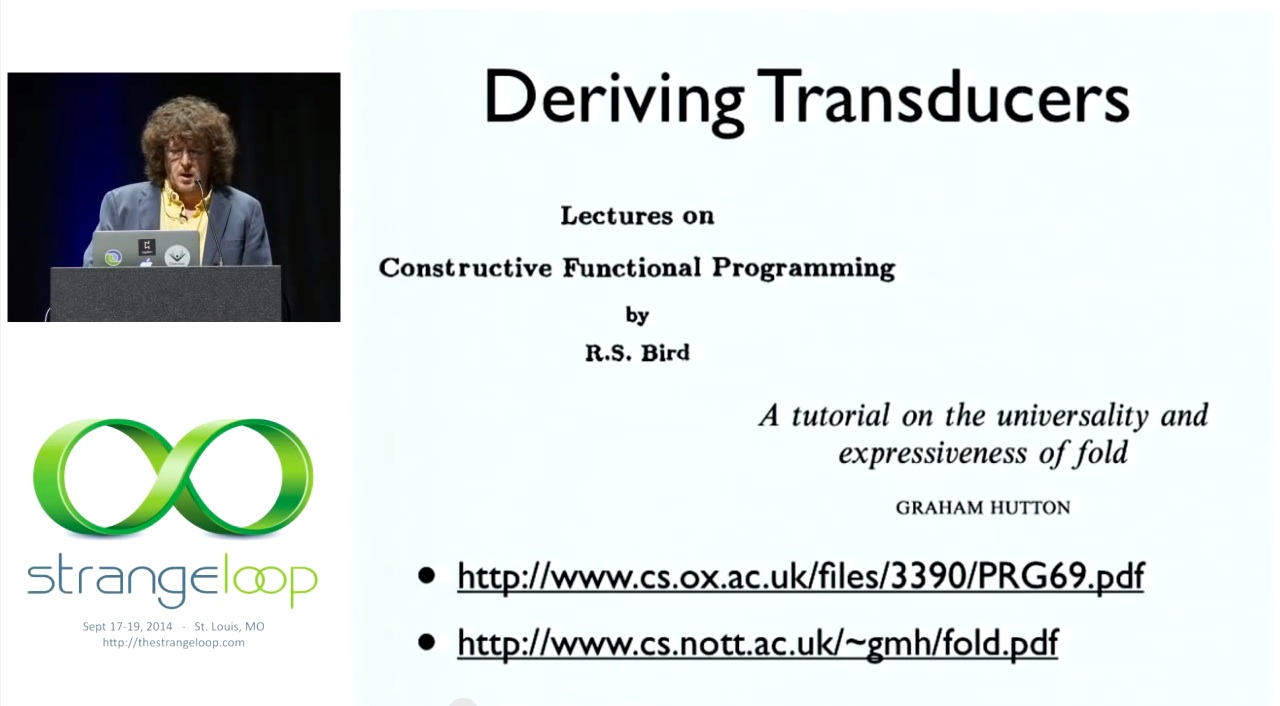 Deriving Transducers
Lectures on
Constructive Functional Programming
by
R.S. Bird
A tutorial on the universality and
expressiveness of fold
GRAHAM HUTTON
• http://www.cs.ox.ac.uk/files/3390/PRG69.pdf
• http://www.cs.nott.ac.uk/~gmh/fold.pdf
strangeloop
Sept 17-19, 2014 - St. Louis, MO
http://thestrangeloop.com